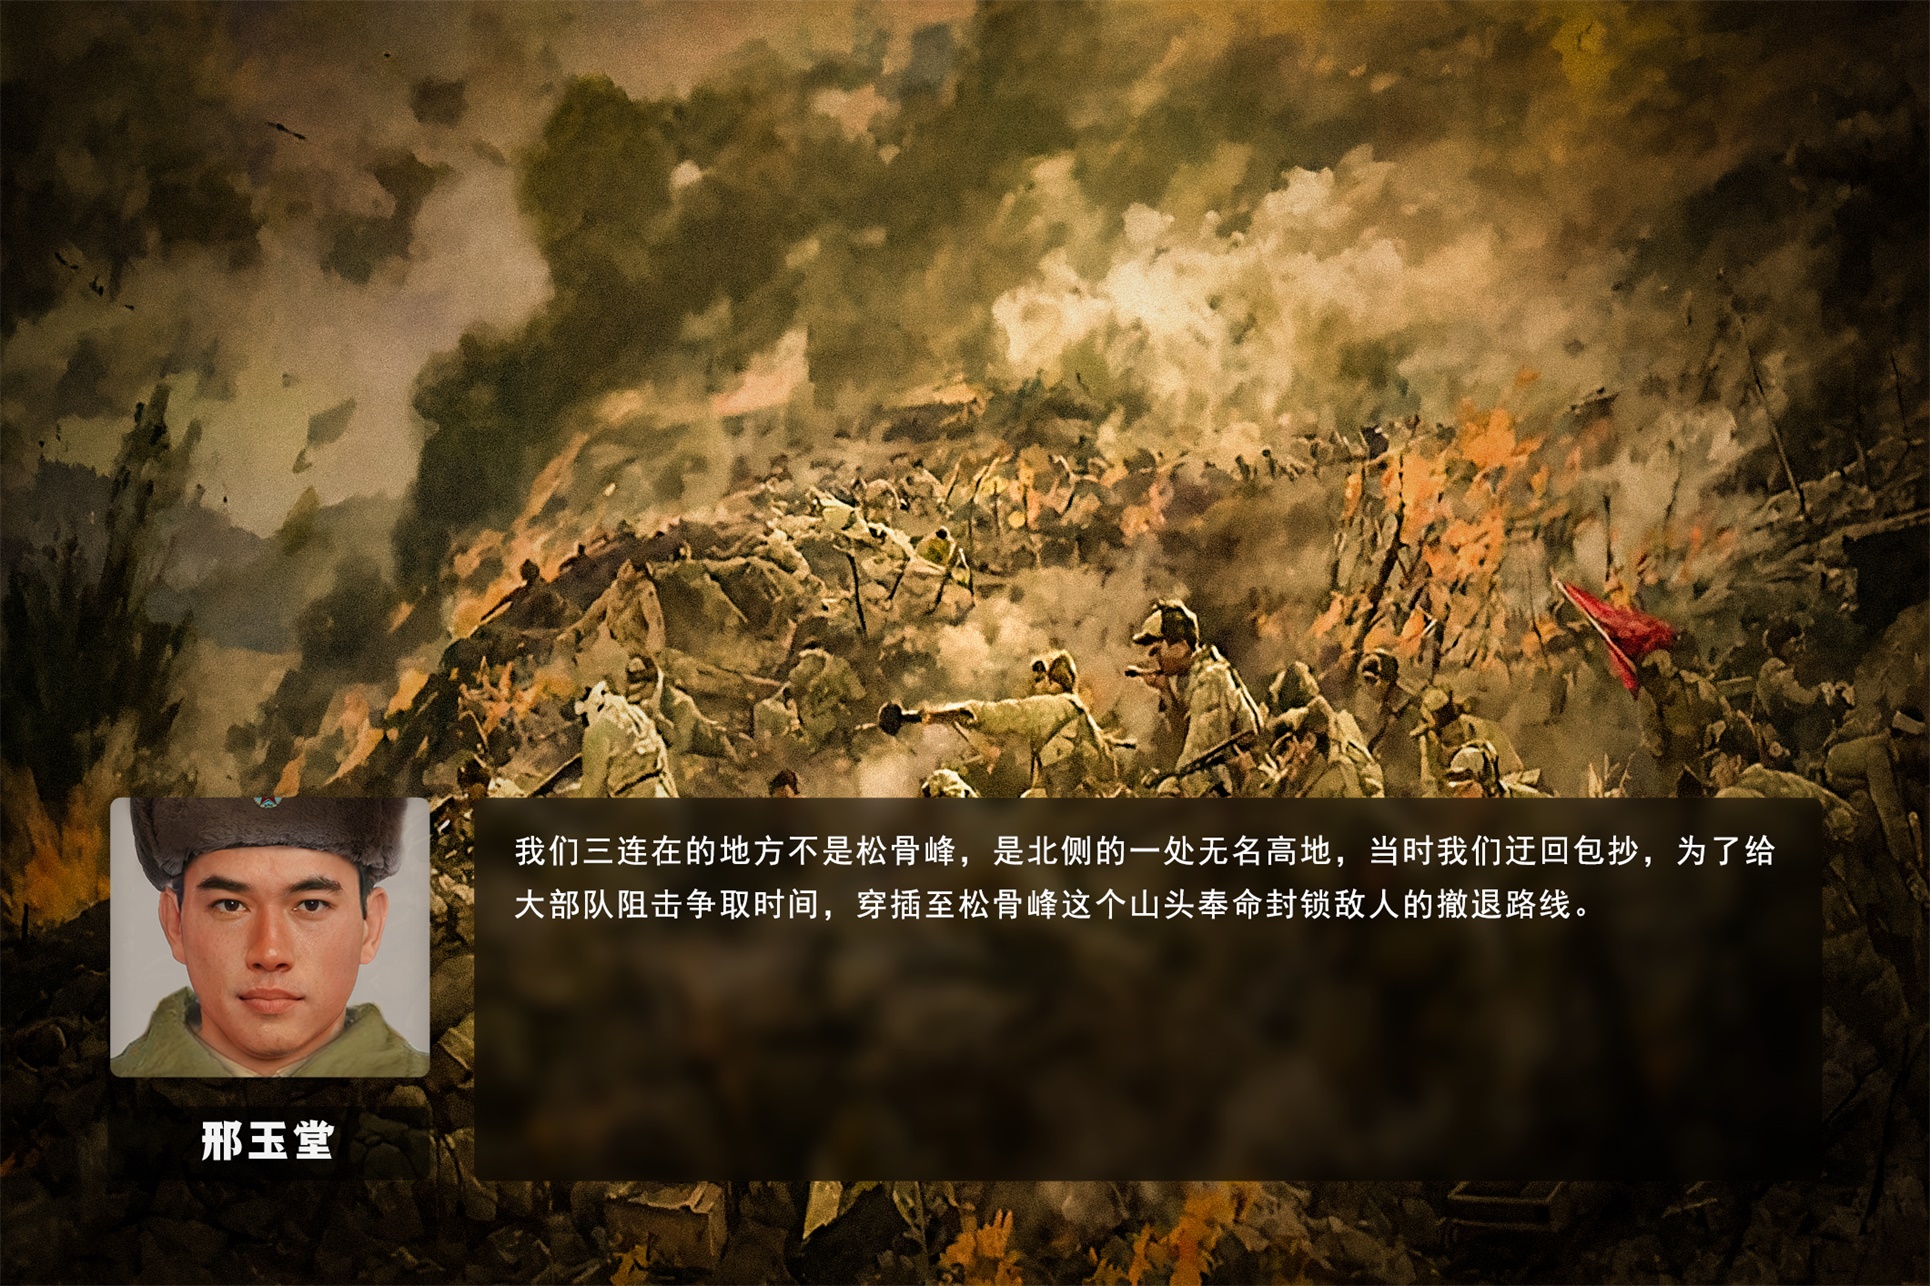 我们三连在的地方不是松骨峰，是北侧的一处无名高地，当时我们迂回包抄，为了给
大部队阻击争取时间，穿插至松骨峰这个山头奉命封锁敌人的撤退路线。
邢玉堂